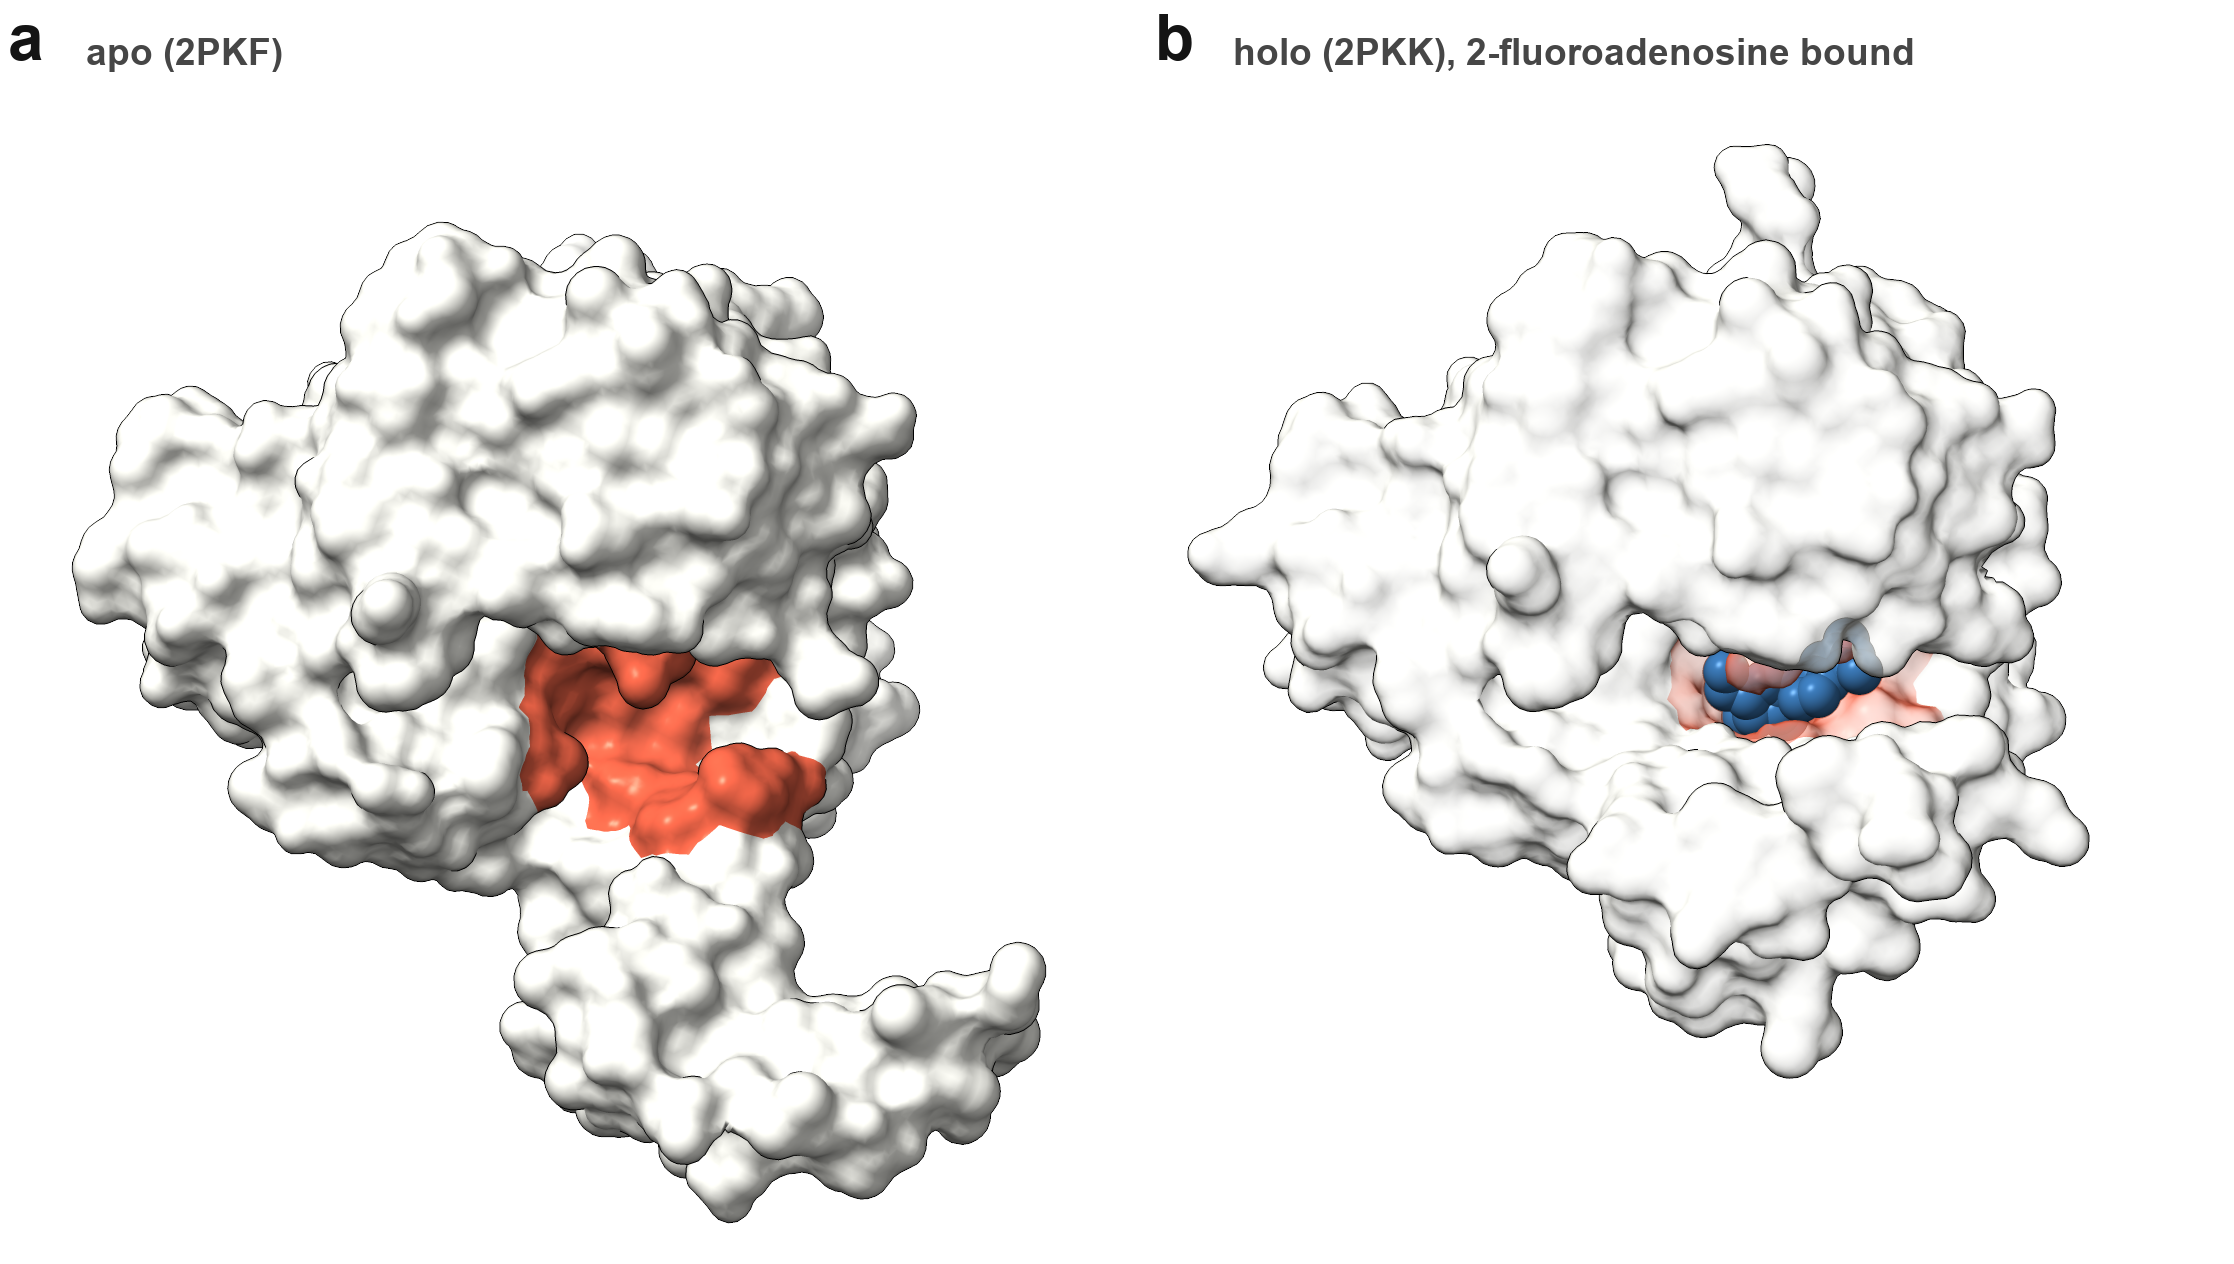 a apo (2PKF)
b holo (2PKK), 2-fluoroadenosine bound